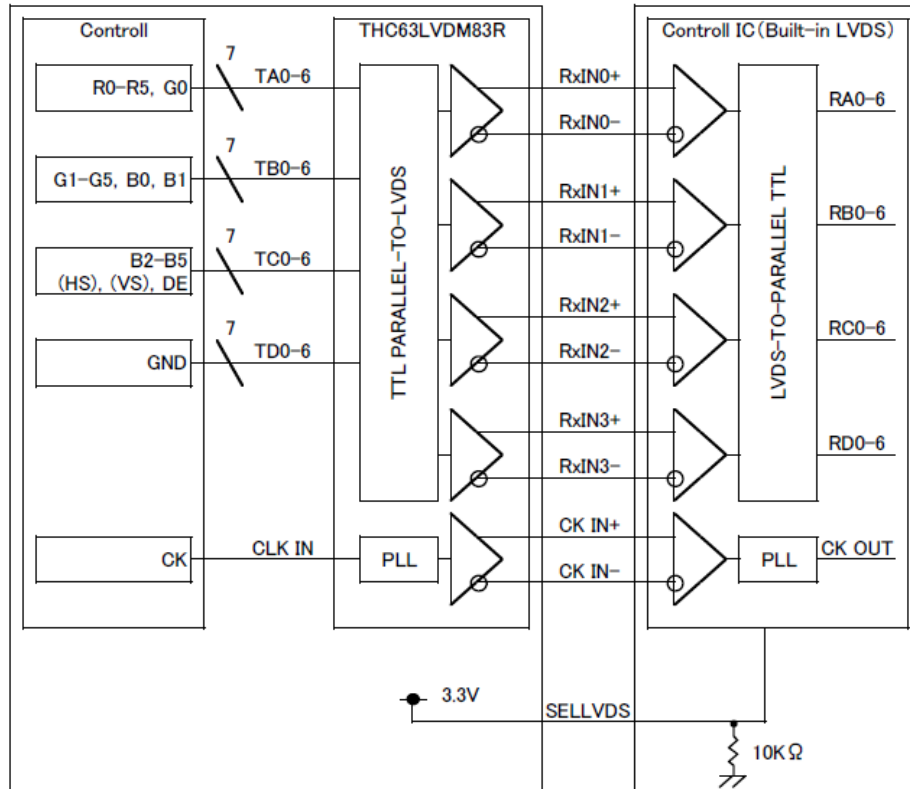 Controll
THC63LVDM83R
Controll IC(Built-in LVDS)
7
TA0-6
RxIN0+
R0-R5, G0
RA0-6
RxIN0-
7
TB0-6
RxIN1+
G1-G5, B0, B1
RB0-6
RxIN1-
7
TC0-6
B2-B5
(HS), (VS), DE
RxIN2+
RC0-6
7
TD0-6
RxIN2-
GND
TTL PARALLEL-TO-LVDS
LVDS-TO-PARALLEL TTL
RxIN3+
RD0-6
RxIN3-
CK IN+
CK
CLK IN
PLL
PLL
CK OUT
CK IN-
3.3V
SELLVDS
10KΩ